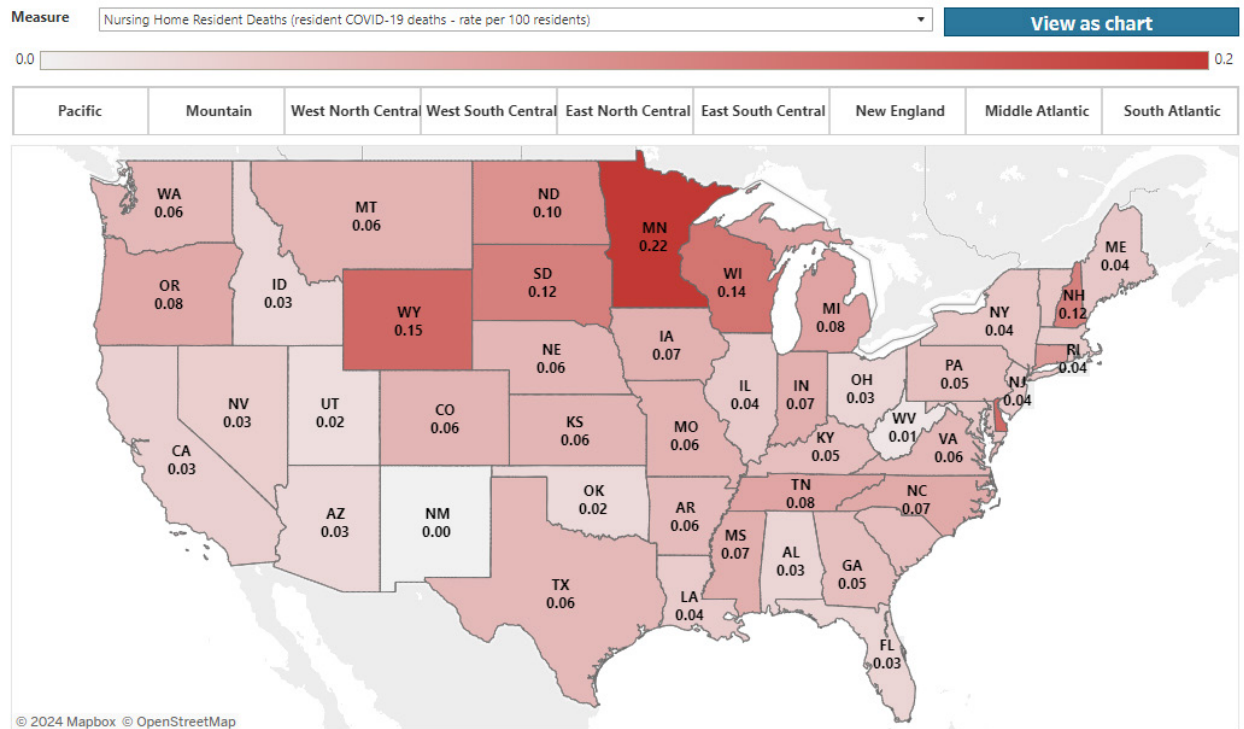 Measure
Nursing Home Resident Deaths (resident COVID-19 deaths - rate per 100 residents)
View as chart
0.0
0.2
Pacific
Mountain
West North Central
West South Central
East North Central
East South Central
New England
Middle Atlantic
South Atlantic
WA
0.06
MT
0.06
ND
0.10
MN
0.22
ME
0.04
OR
0.08
ID
0.03
SD
0.12
WI
0.14
MI
0.08
NH
0.12
NY
0.04
WY
0.15
IA
0.07
RI
0.04
NE
0.06
PA
0.05
NJ
0.04
NV
0.03
UT
0.02
CO
0.06
IL
0.04
IN
0.07
OH
0.03
WV
0.01
KS
0.06
MO
0.06
KY
0.05
VA
0.06
CA
0.03
TN
0.08
NC
0.07
AZ
0.03
NM
0.00
OK
0.02
AR
0.06
MS
0.07
AL
0.03
GA
0.05
TX
0.06
LA
0.04
FL
0.03
© 2024 Mapbox © OpenStreetMap